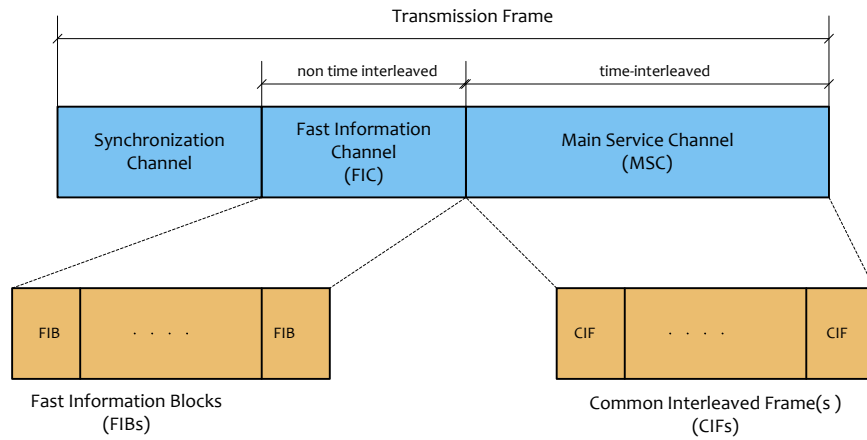 Transmission Frame
non time interleaved
time-interleaved
Synchronization
Channel
Fast Information
Channel
(FIC)
Main Service Channel
(MSC)
FIB
. . . .
FIB
CIF
. . . .
CIF
Fast Information Blocks
(FIBs)
Common Interleaved Frame(s )
(CIFs)